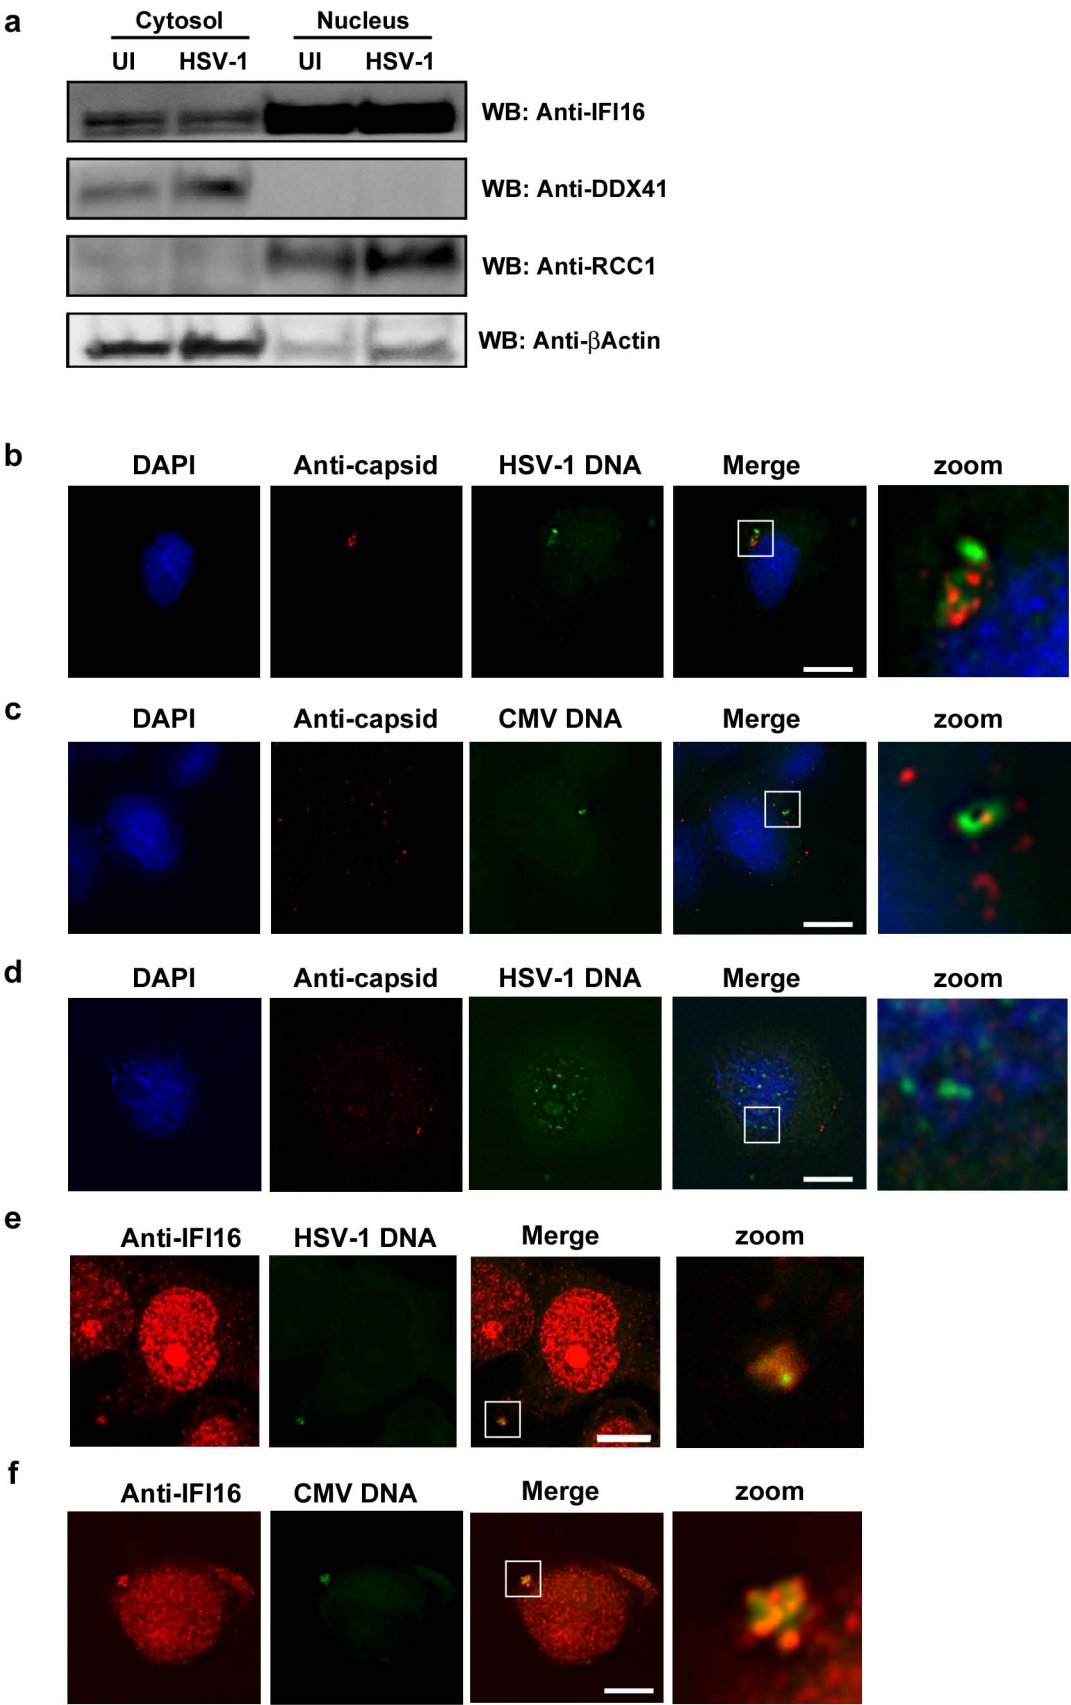 a
Cytosol Nucleus
UI HSV-1 UI HSV-1
WB: Anti-IFI16
WB: Anti-DDX41
WB: Anti-RCC1
WB: Anti-βActin
b
DAPI Anti-capsid HSV-1 DNA Merge zoom
c
DAPI Anti-capsid CMV DNA Merge zoom
d
DAPI Anti-capsid HSV-1 DNA Merge zoom
e
Anti-IFI16 HSV-1 DNA Merge zoom
f
Anti-IFI16 CMV DNA Merge zoom